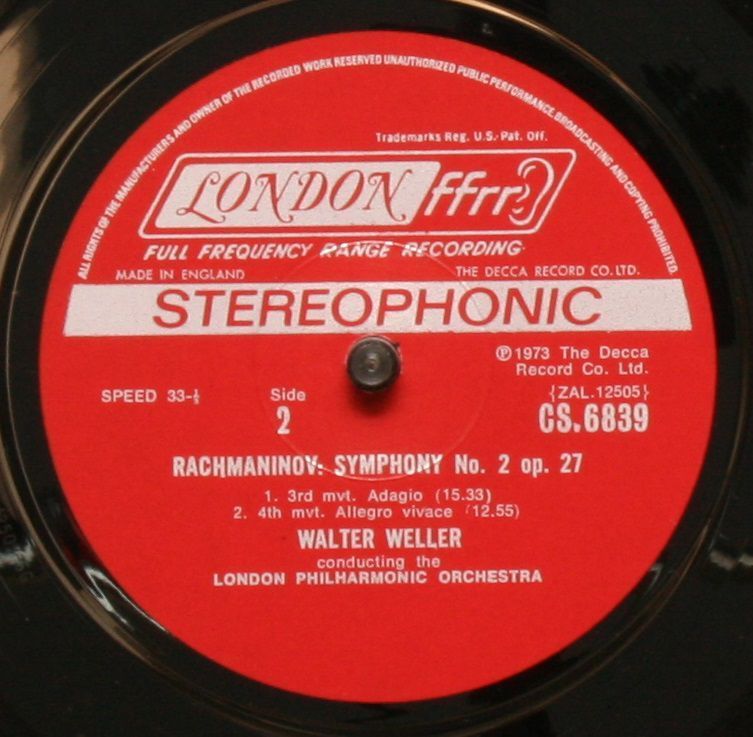 ALL RIGHTS OF THE MANUFACTURERS AND OWNER OF THE RECORDED WORK RESERVED UNAUTHORIZED PUBLIC PERFORMANCE, BROADCASTING AND COPYING PROHIBITED.
Trademarks Reg. U.S. Pat. Off.
LONDON ffrr
FULL FREQUENCY RANGE RECORDING
MADE IN ENGLAND THE DECCA RECORD CO. LTD.
STEREOPHONIC
℗ 1973 The Decca
Record Co. Ltd.
SPEED 33-⅓ Side {ZAL.12505}
2 CS.6839
RACHMANINOV: SYMPHONY No. 2 op. 27
1. 3rd mvt. Adagio (15.33)
2. 4th mvt. Allegro vivace (12.55)
WALTER WELLER
conducting the
LONDON PHILHARMONIC ORCHESTRA